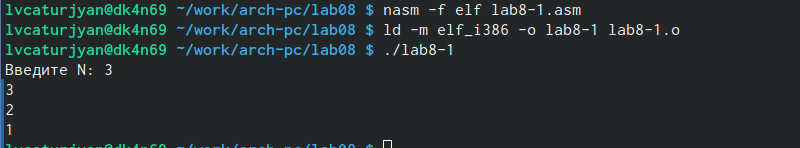 lvcaturjyan@dk4n69 ~/work/arch-pc/lab08 $ nasm -f elf lab8-1.asm
lvcaturjyan@dk4n69 ~/work/arch-pc/lab08 $ ld -m elf_i386 -o lab8-1 lab8-1.o
lvcaturjyan@dk4n69 ~/work/arch-pc/lab08 $ ./lab8-1
Введите N: 3
3
2
1
lvcaturjyan@dk4n69 ~/work/arch-pc/lab08 $